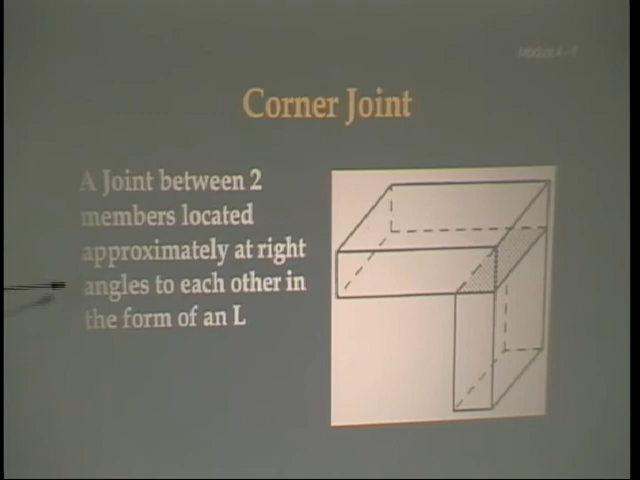 Corner Joint
A Joint between 2
members located
approximately at right
angles to each other in
the form of an L